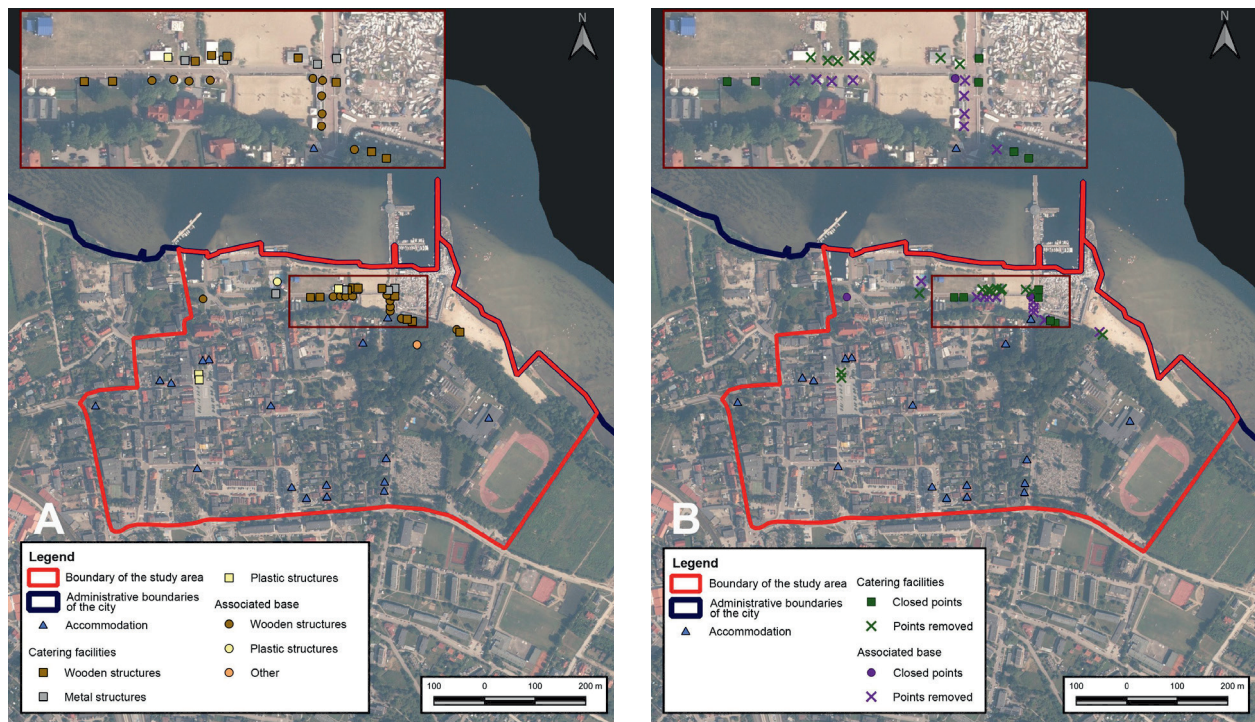 N
A
Legend
Boundary of the study area
Administrative boundaries
of the city
Accommodation
Catering facilities
Wooden structures
Metal structures
Plastic structures
Associated base
Wooden structures
Plastic structures
Other
100 0 100 200 m
N
B
Legend
Boundary of the study area
Administrative boundaries
of the city
Accommodation
Catering facilities
Closed points
Points removed
Associated base
Closed points
Points removed
100 0 100 200 m